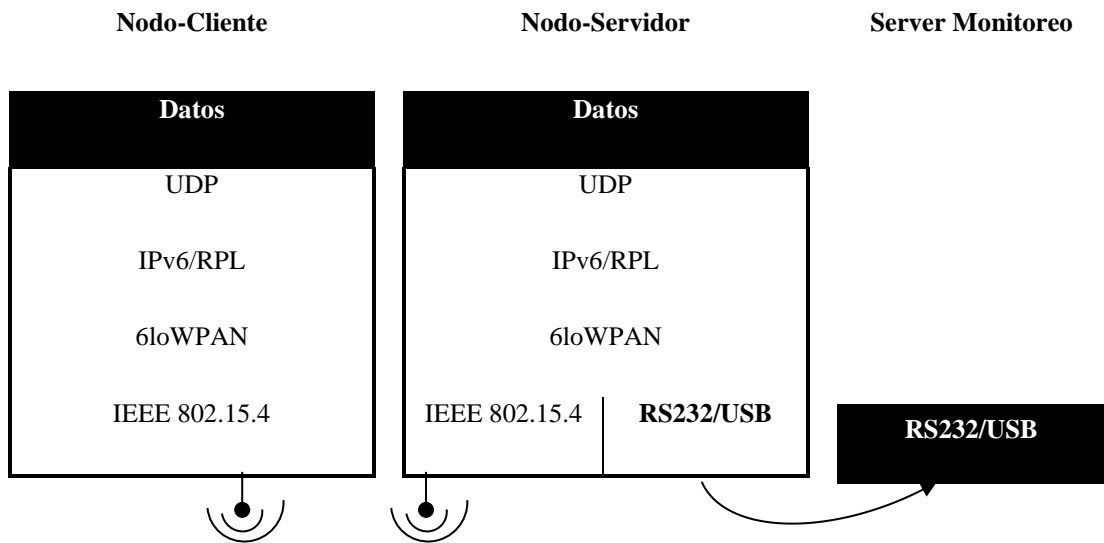 Nodo-Cliente
Nodo-Servidor
Server Monitoreo
Datos
Datos
UDP
UDP
IPv6/RPL
IPv6/RPL
6loWPAN
6loWPAN
IEEE 802.15.4
IEEE 802.15.4
RS232/USB
RS232/USB